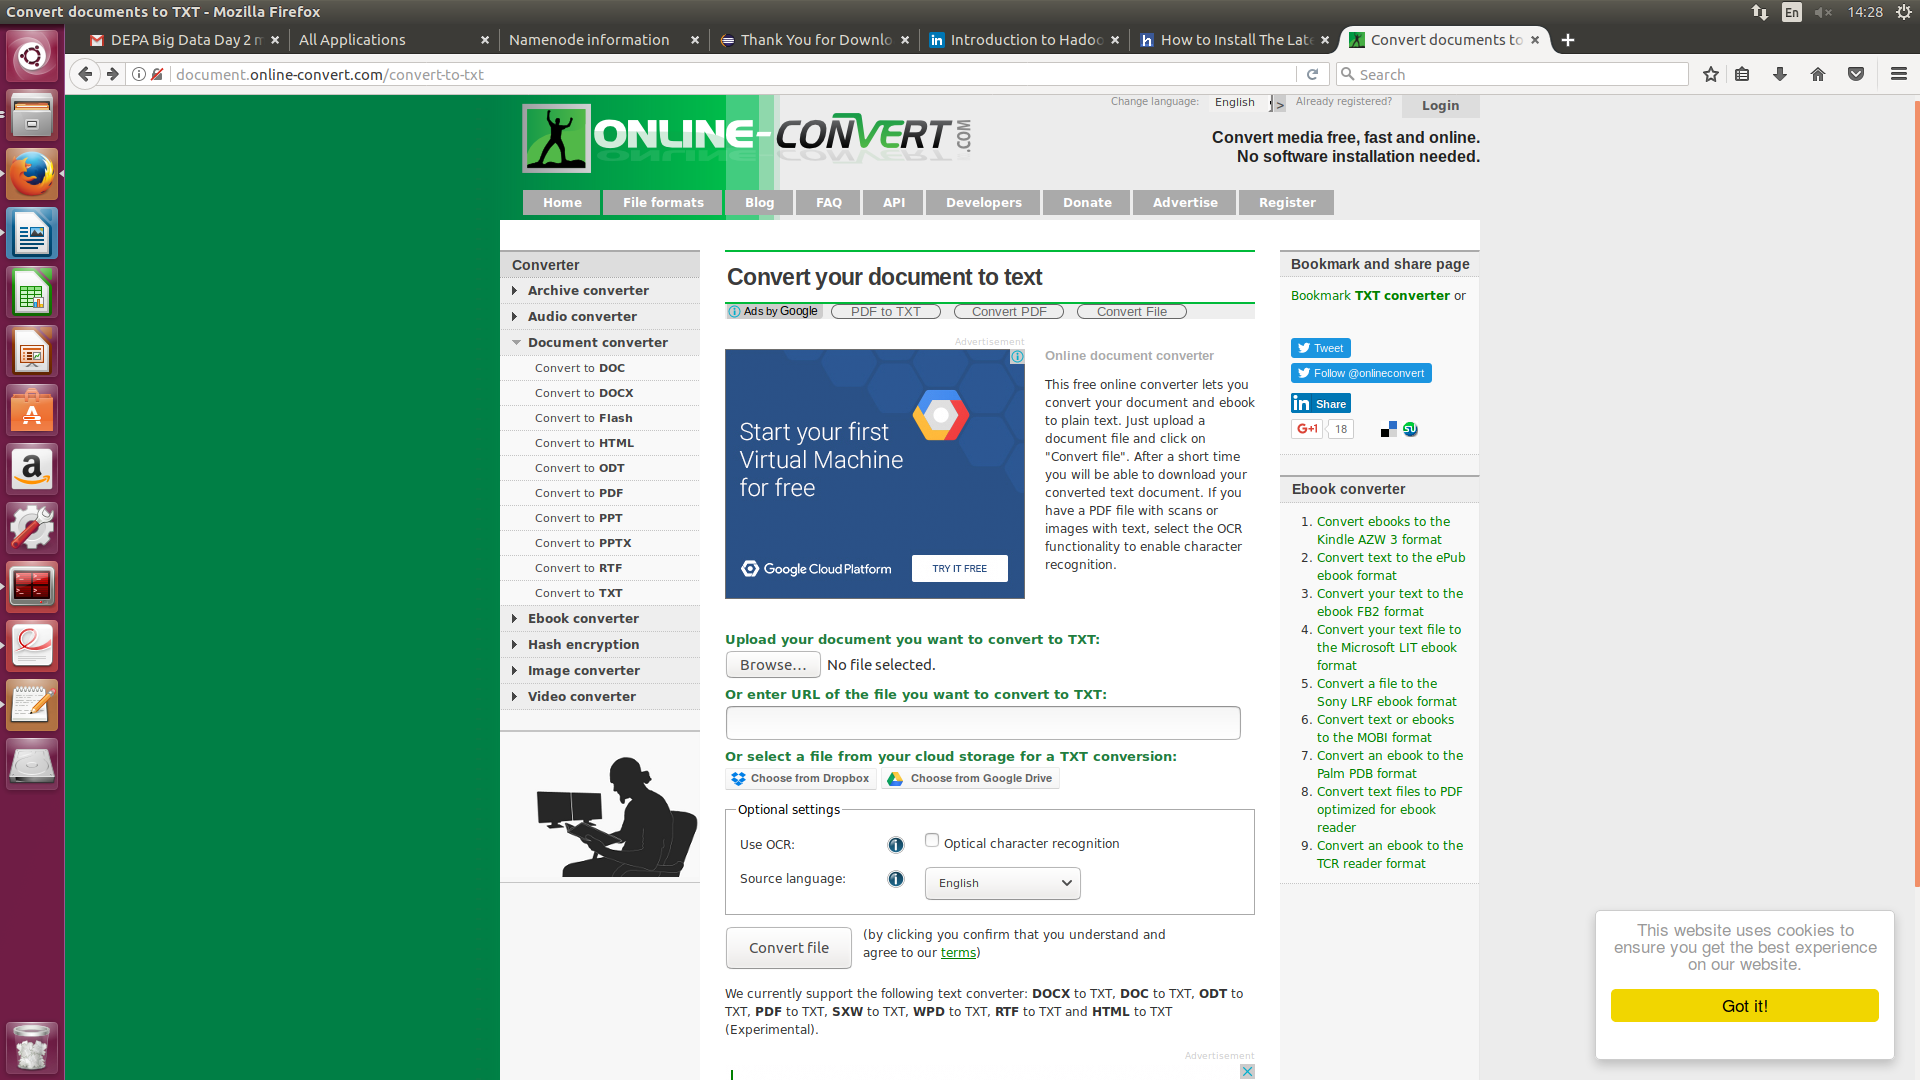 Convert documents to TXT - Mozilla Firefox
En
14:28
DEPA Big Data Day 2 m
All Applications
Namenode information
Thank You for Downlo
Introduction to Hadoo
How to Install The Late
Convert documents to
document.online-convert.com/convert-to-txt
Search
Change language:
English
>
Already registered?
Login
ONLINE-CONVERT.COM
Convert media free, fast and online.
No software installation needed.
Home
File formats
Blog
FAQ
API
Developers
Donate
Advertise
Register
Converter
Archive converter
Audio converter
Document converter
Convert to DOC
Convert to DOCX
Convert to Flash
Convert to HTML
Convert to ODT
Convert to PDF
Convert to PPT
Convert to PPTX
Convert to RTF
Convert to TXT
Ebook converter
Hash encryption
Image converter
Video converter
Convert your document to text
Ads by Google
PDF to TXT
Convert PDF
Convert File
Advertisement
Start your first
Virtual Machine
for free
Google Cloud Platform
TRY IT FREE
Online document converter
This free online converter lets you
convert your document and ebook
to plain text. Just upload a
document file and click on
"Convert file". After a short time
you will be able to download your
converted text document. If you
have a PDF file with scans or
images with text, select the OCR
functionality to enable character
recognition.
Upload your document you want to convert to TXT:
Browse... No file selected.
Or enter URL of the file you want to convert to TXT:
Or select a file from your cloud storage for a TXT conversion:
Choose from Dropbox
Choose from Google Drive
Optional settings
Use OCR:
Optical character recognition
Source language:
English
Convert file
(by clicking you confirm that you understand and
agree to our terms)
We currently support the following text converter: DOCX to TXT, DOC to TXT, ODT to
TXT, PDF to TXT, SXW to TXT, WPD to TXT, RTF to TXT and HTML to TXT
(Experimental).
Advertisement
Bookmark and share page
Bookmark TXT converter or
Tweet
Follow @onlineconvert
in Share
G+1
18
Ebook converter
1. Convert ebooks to the
Kindle AZW 3 format
2. Convert text to the ePub
ebook format
3. Convert your text to the
ebook FB2 format
4. Convert your text file to
the Microsoft LIT ebook
format
5. Convert a file to the
Sony LRF ebook format
6. Convert text or ebooks
to the MOBI format
7. Convert an ebook to the
Palm PDB format
8. Convert text files to PDF
optimized for ebook
reader
9. Convert an ebook to the
TCR reader format
This website uses cookies to
ensure you get the best experience
on our website.
Got it!